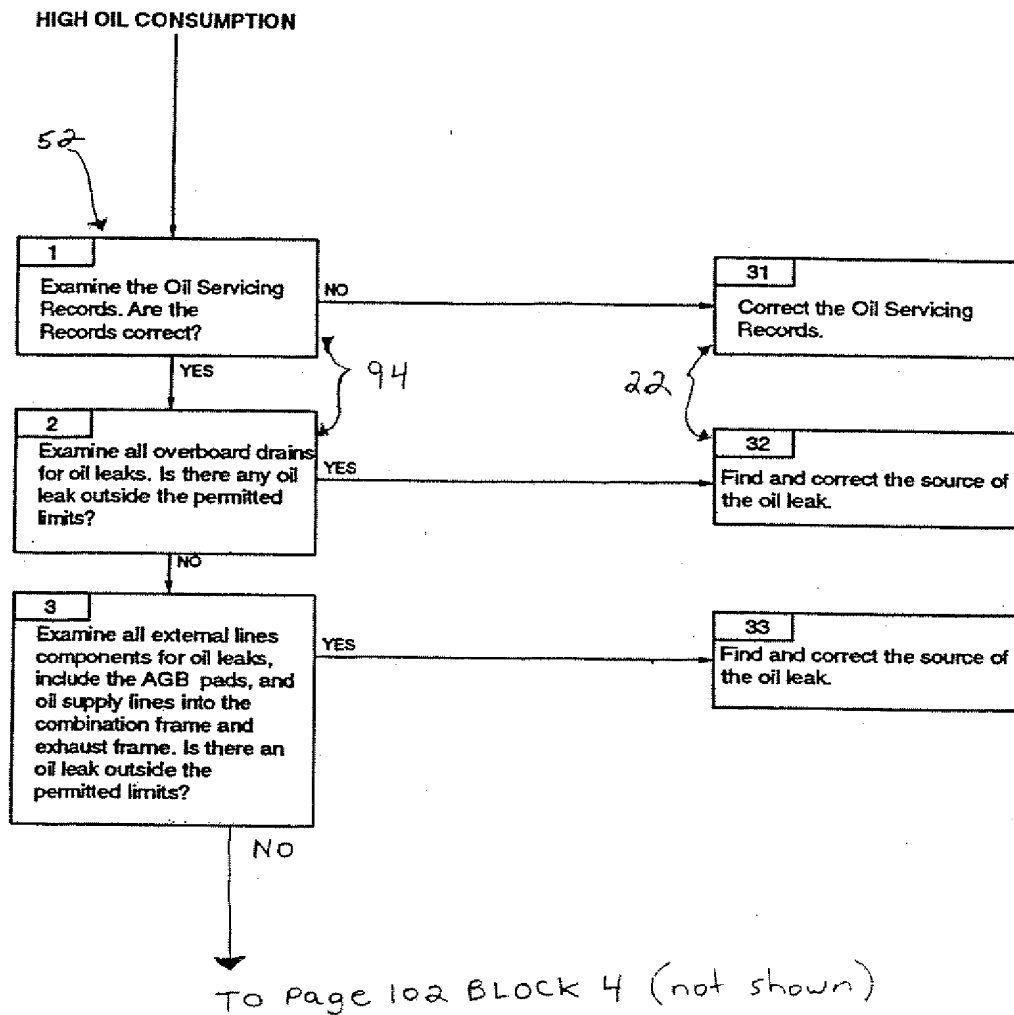 HIGH OIL CONSUMPTION
52
1
Examine the Oil Servicing
Records. Are the
Records correct?
NO
31
Correct the Oil Servicing
Records.
YES
94
22
2
Examine all overboard drains
for oil leaks. Is there any oil
leak outside the permitted
limits?
YES
32
Find and correct the source of
the oil leak.
NO
3
Examine all external lines
components for oil leaks,
include the AGB pads, and
oil supply lines into the
combination frame and
exhaust frame. Is there an
oil leak outside the
permitted limits?
YES
33
Find and correct the source of
the oil leak.
NO
TO Page 102 BLOCK 4 (not shown)